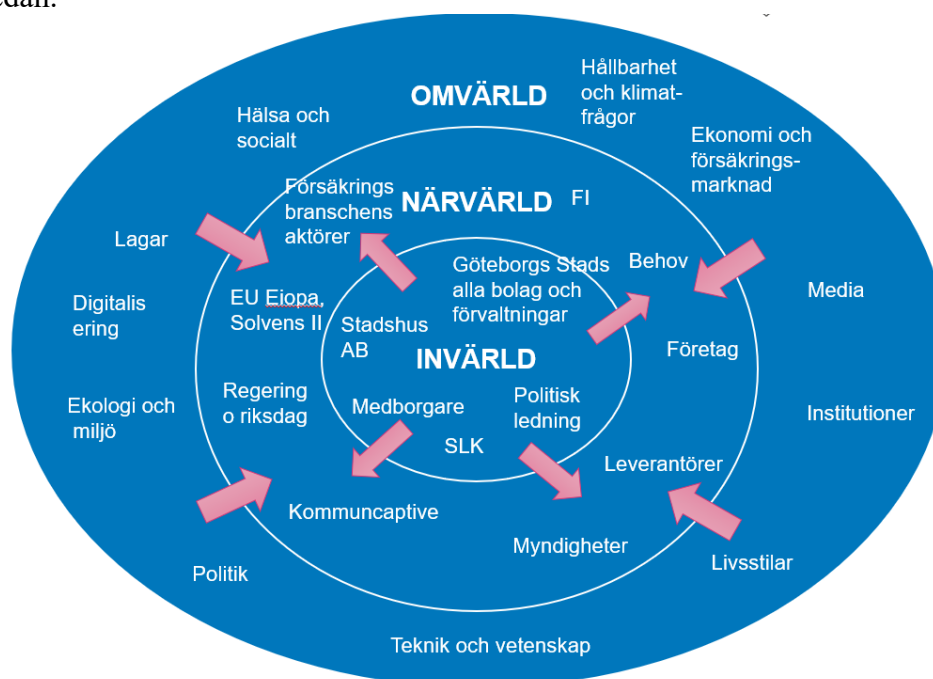 edan.
OMVÄRLD
Hållbarhet
och klimat-
frågor
Hälsa och
socialt
Ekonomi och
försäkrings-
marknad
Försäkrings
branschens
aktörer
NÄRVÄRLD
FI
Lagar
Göteborgs Stads
alla bolag och
förvaltningar
Behov
Media
Digitalis
ering
EU Eiopa,
Solvens II
Stadshus
AB
INVÄRLD
Företag
Ekologi och
miljö
Regering
o riksdag
Medborgare
Politisk
ledning
Institutioner
SLK
Leverantörer
Kommuncaptive
Myndigheter
Politik
Livsstilar
Teknik och vetenskap